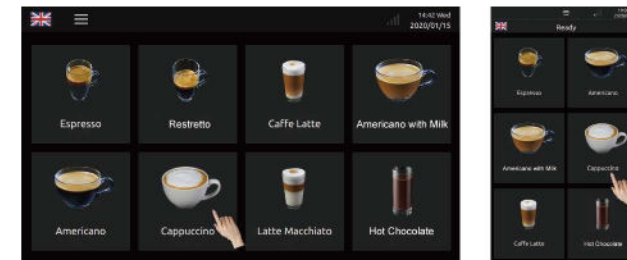 14:42 Wed
2020/01/15
Espresso
Restretto
Caffe Latte
Americano with Milk
Americano
Cappuccino
Latte Macchiato
Hot Chocolate
Ready
Espresso
Americano
Americano with Milk
Cappuccino
Caffe Latte
Hot Chocolate